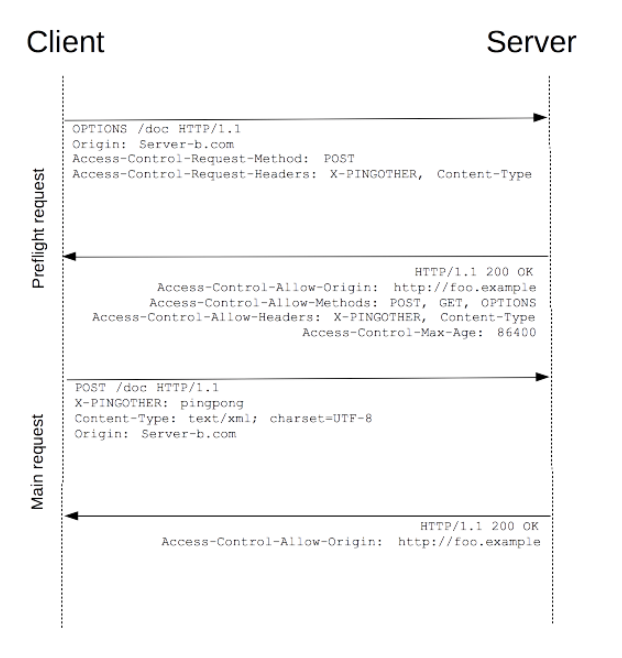 Client
Server
Preflight request
OPTIONS /doc HTTP/1.1
Origin: Server-b.com
Access-Control-Request-Method: POST
Access-Control-Request-Headers: X-PINGOTHER, Content-Type
HTTP/1.1 200 OK
Access-Control-Allow-Origin: http://foo.example
Access-Control-Allow-Methods: POST, GET, OPTIONS
Access-Control-Allow-Headers: X-PINGOTHER, Content-Type
Access-Control-Max-Age: 86400
Main request
POST /doc HTTP/1.1
X-PINGOTHER: pingpong
Content-Type: text/xml; charset=UTF-8
Origin: Server-b.com
HTTP/1.1 200 OK
Access-Control-Allow-Origin: http://foo.example